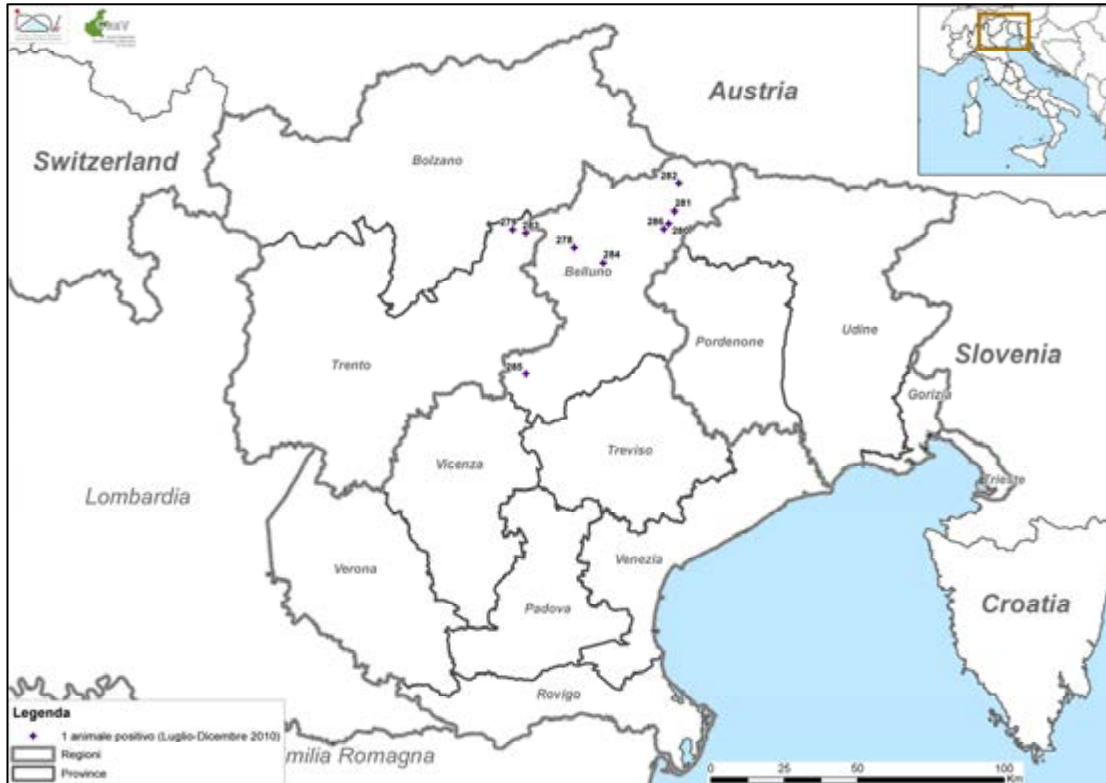 Austria
Switzerland
Bolzano
282
281
279
283
286
280
278
284
Belluno
Trento
Pordenone
Udine
Slovenia
Gorizia
285
Treviso
Vicenza
Lombardia
Trieste
Verona
Venezia
Padova
Croatia
Rovigo
Legenda
1 animale positivo (Luglio-Dicembre 2010)
Regioni
Province
milia Romagna
0 25 50 100
Km